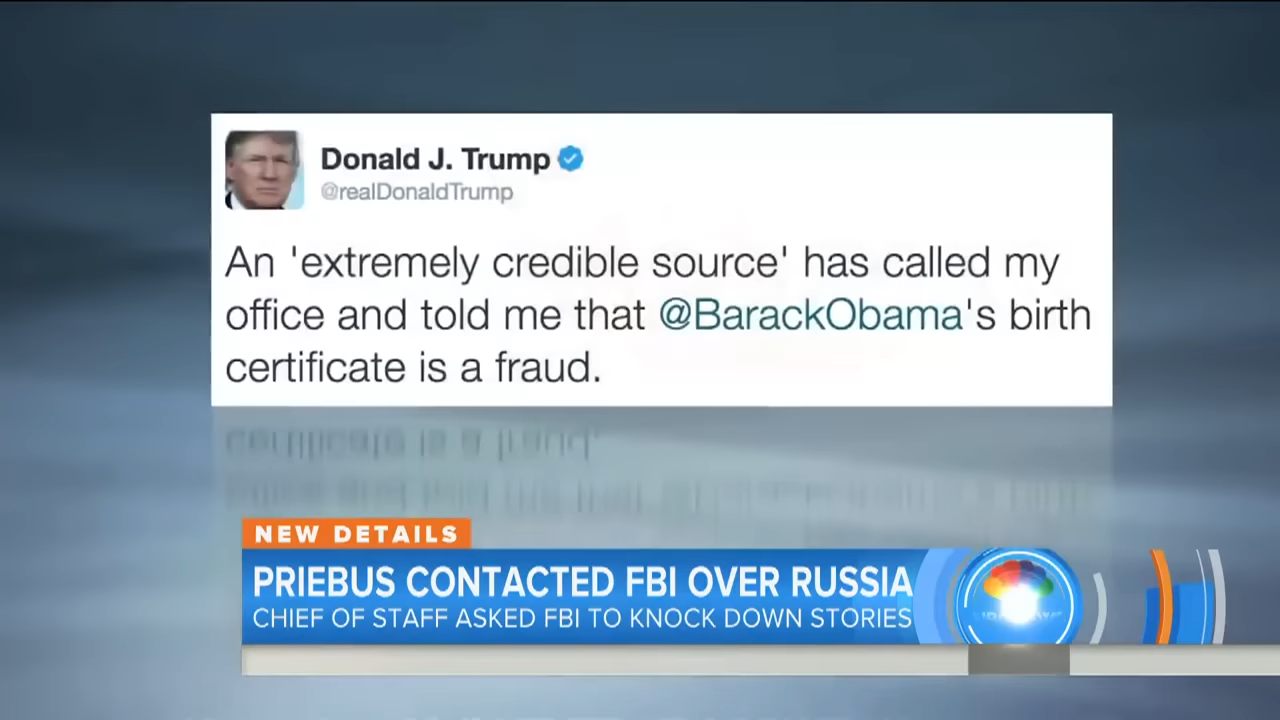 Donald J. Trump
@realDonaldTrump
An 'extremely credible source' has called my
office and told me that @BarackObama's birth
certificate is a fraud.
NEW DETAILS
PRIEBUS CONTACTED FBI OVER RUSSIA
CHIEF OF STAFF ASKED FBI TO KNOCK DOWN STORIES